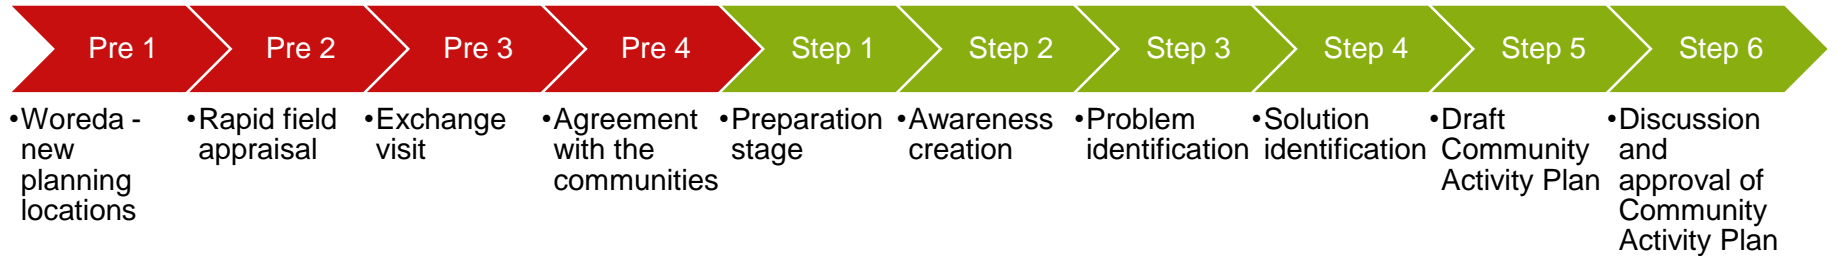 Pre 1
Pre 2
Pre 3
Pre 4
Step 1
Step 2
Step 3
Step 4
Step 5
Step 6
•Woreda -
new
planning
locations
•Rapid field
appraisal
•Exchange
visit
•Agreement
with the
communities
•Preparation
stage
•Awareness
creation
•Problem
identification
•Solution
identification
•Draft
Community
Activity Plan
•Discussion
and
approval of
Community
Activity Plan